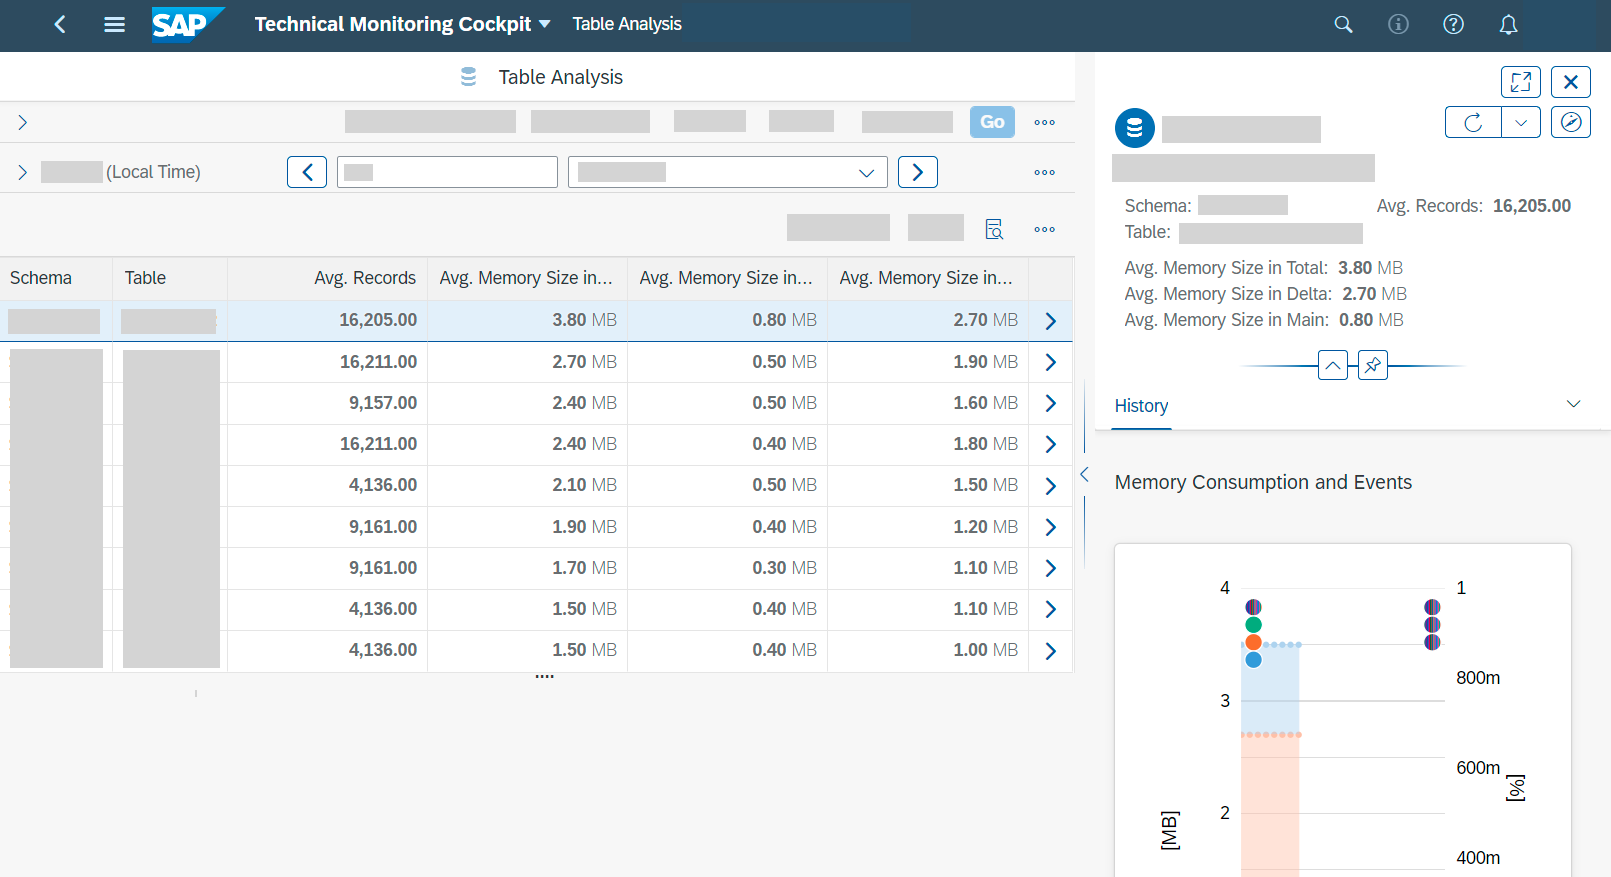 SAP Technical Monitoring Cockpit Table Analysis
Table Analysis
Go
(Local Time)
Schema Table Avg. Records Avg. Memory Size in... Avg. Memory Size in... Avg. Memory Size in...
16,205.00 3.80 MB 0.80 MB 2.70 MB
16,211.00 2.70 MB 0.50 MB 1.90 MB
9,157.00 2.40 MB 0.50 MB 1.60 MB
16,211.00 2.40 MB 0.40 MB 1.80 MB
4,136.00 2.10 MB 0.50 MB 1.50 MB
9,161.00 1.90 MB 0.40 MB 1.20 MB
9,161.00 1.70 MB 0.30 MB 1.10 MB
4,136.00 1.50 MB 0.40 MB 1.10 MB
4,136.00 1.50 MB 0.40 MB 1.00 MB
Schema: Avg. Records: 16,205.00
Table:
Avg. Memory Size in Total: 3.80 MB
Avg. Memory Size in Delta: 2.70 MB
Avg. Memory Size in Main: 0.80 MB
History
Memory Consumption and Events
4 1
800m
3
600m
[%]
2
[MB]
400m